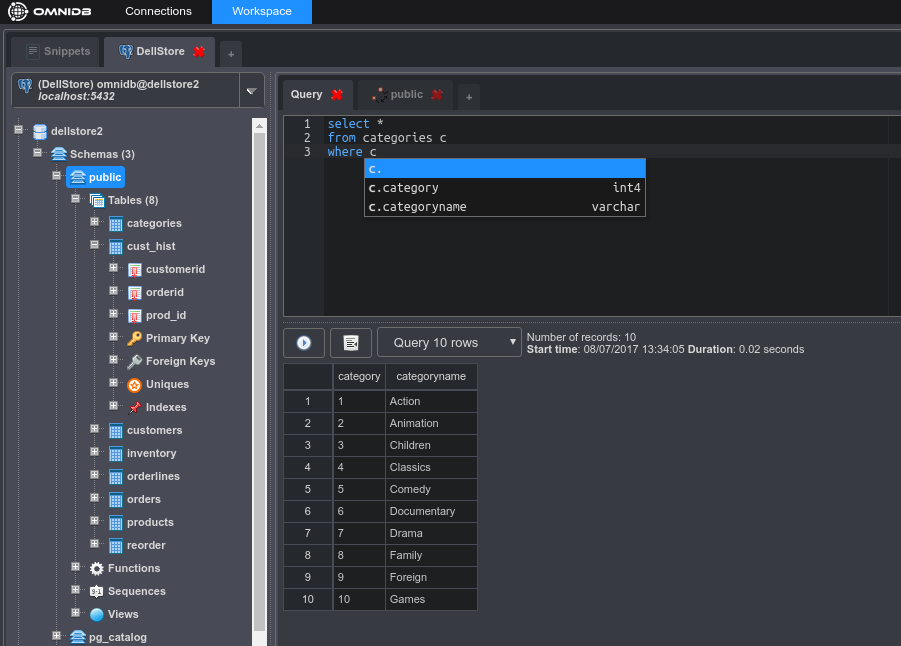 OMNIDB Connections Workspace
Snippets DellStore +
(DellStore) omnidb@dellstore2
localhost:5432
dellstore2
Schemas (3)
public
Tables (8)
categories
cust_hist
customerid
orderid
prod_id
Primary Key
Foreign Keys
Uniques
Indexes
customers
inventory
orderlines
orders
products
reorder
Functions
9:1 Sequences
Views
pg_catalog
Query public +
1 select *
2 from categories c
3 where c
c.
c.category int4
c.categoryname varchar
Query 10 rows
Number of records: 10
Start time: 08/07/2017 13:34:05 Duration: 0.02 seconds
category categoryname
1 1 Action
2 2 Animation
3 3 Children
4 4 Classics
5 5 Comedy
6 6 Documentary
7 7 Drama
8 8 Family
9 9 Foreign
10 10 Games